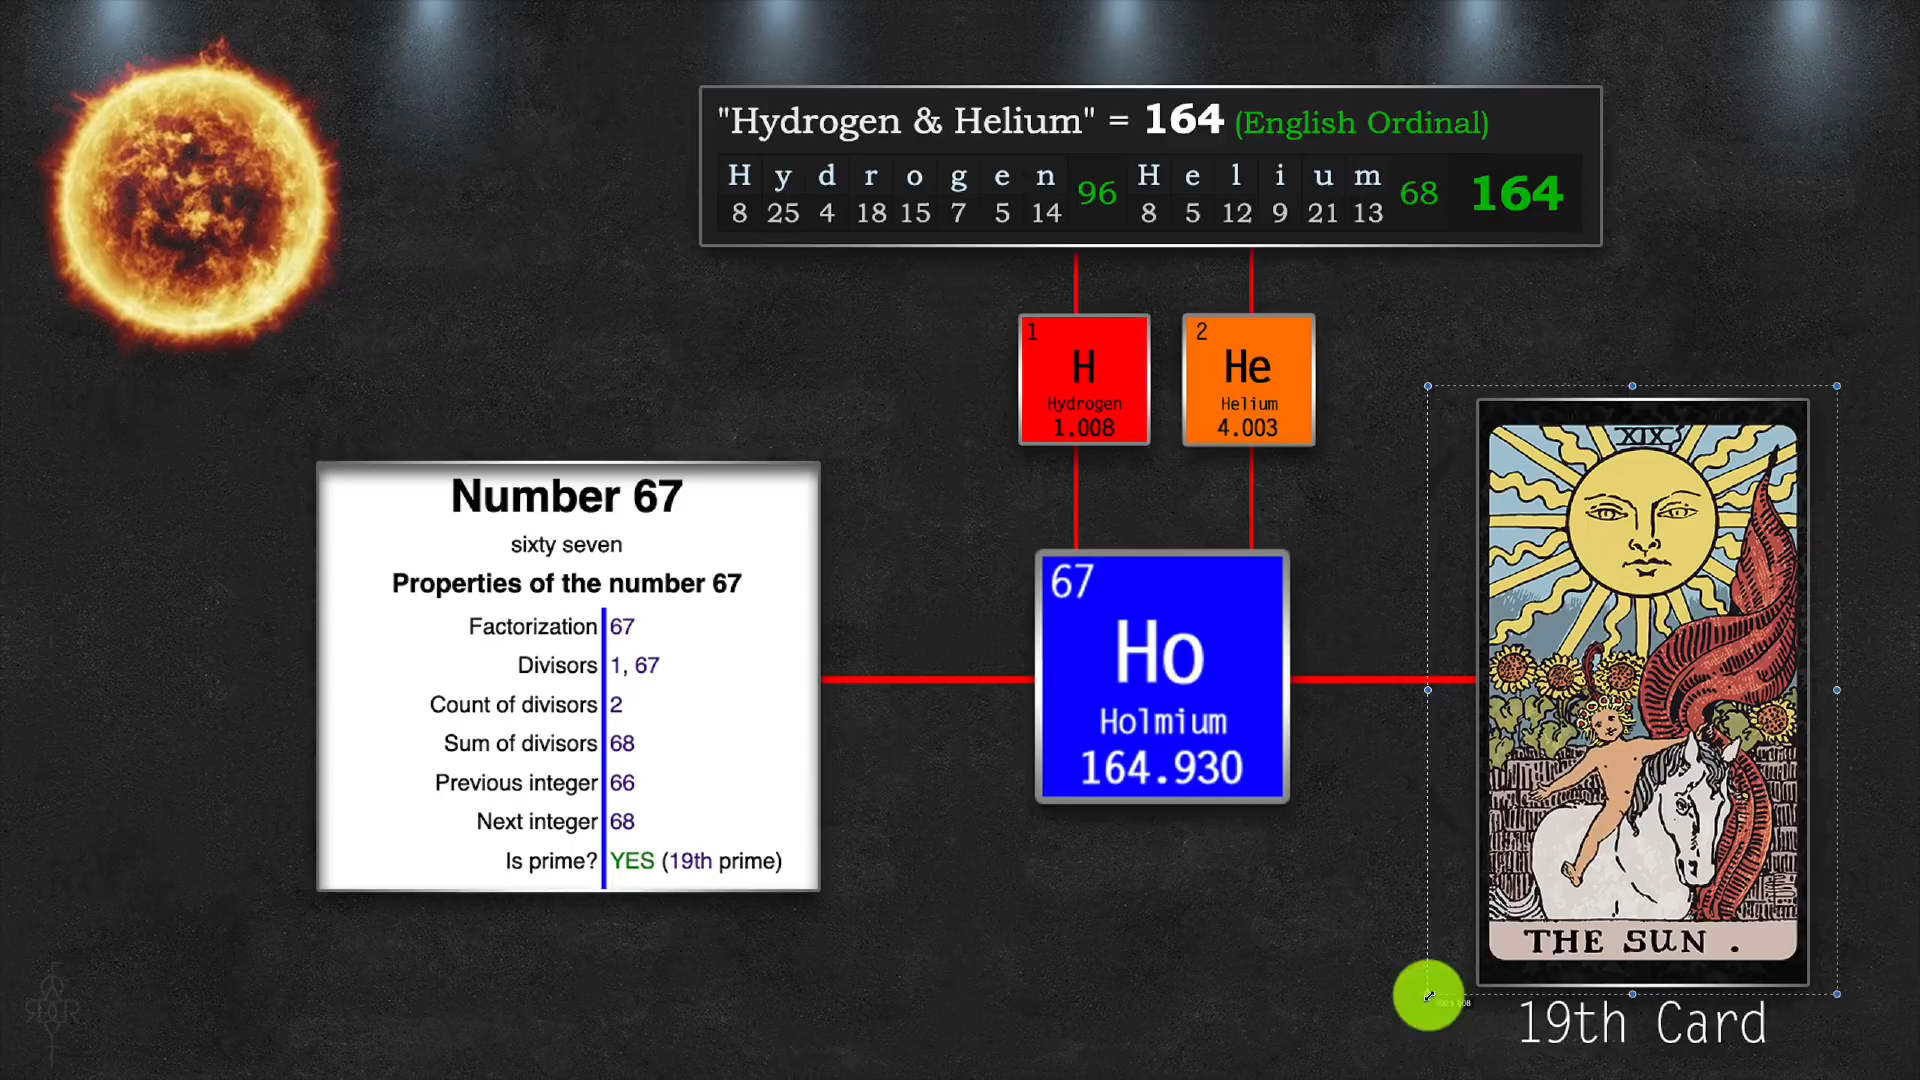 "Hydrogen & Helium" = 164 (English Ordinal)
H y d r o g e n 96 H e l i u m 68 164
8 25 4 18 15 7 5 14 8 5 12 9 21 13
1
H
Hydrogen
1.008
2
He
Helium
4.003
Number 67
sixty seven
Properties of the number 67
Factorization 67
Divisors 1, 67
Count of divisors 2
Sum of divisors 68
Previous integer 66
Next integer 68
Is prime? YES (19th prime)
67
Ho
Holmium
164.930
XIX
THE SUN .
19th Card